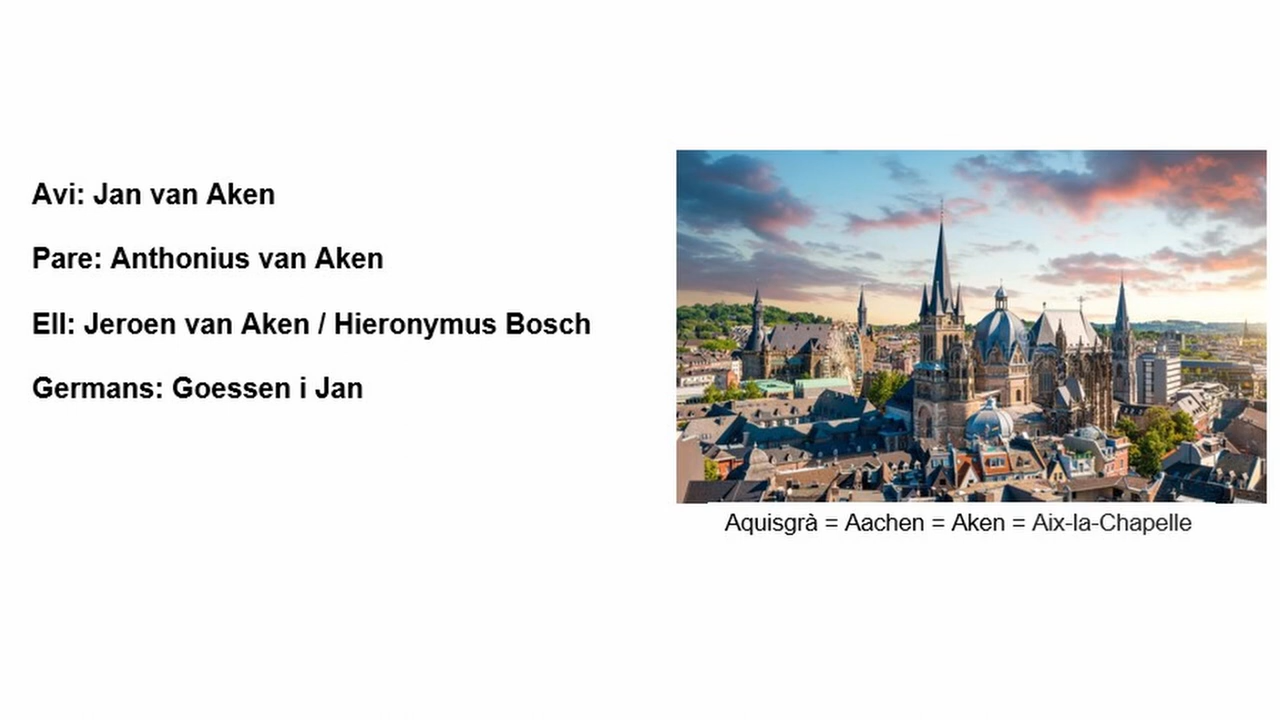 Avi: Jan van Aken
Pare: Anthonius van Aken
Ell: Jeroen van Aken / Hieronymus Bosch
Germans: Goessen i Jan
Aquisgrà = Aachen = Aken = Aix-la-Chapelle